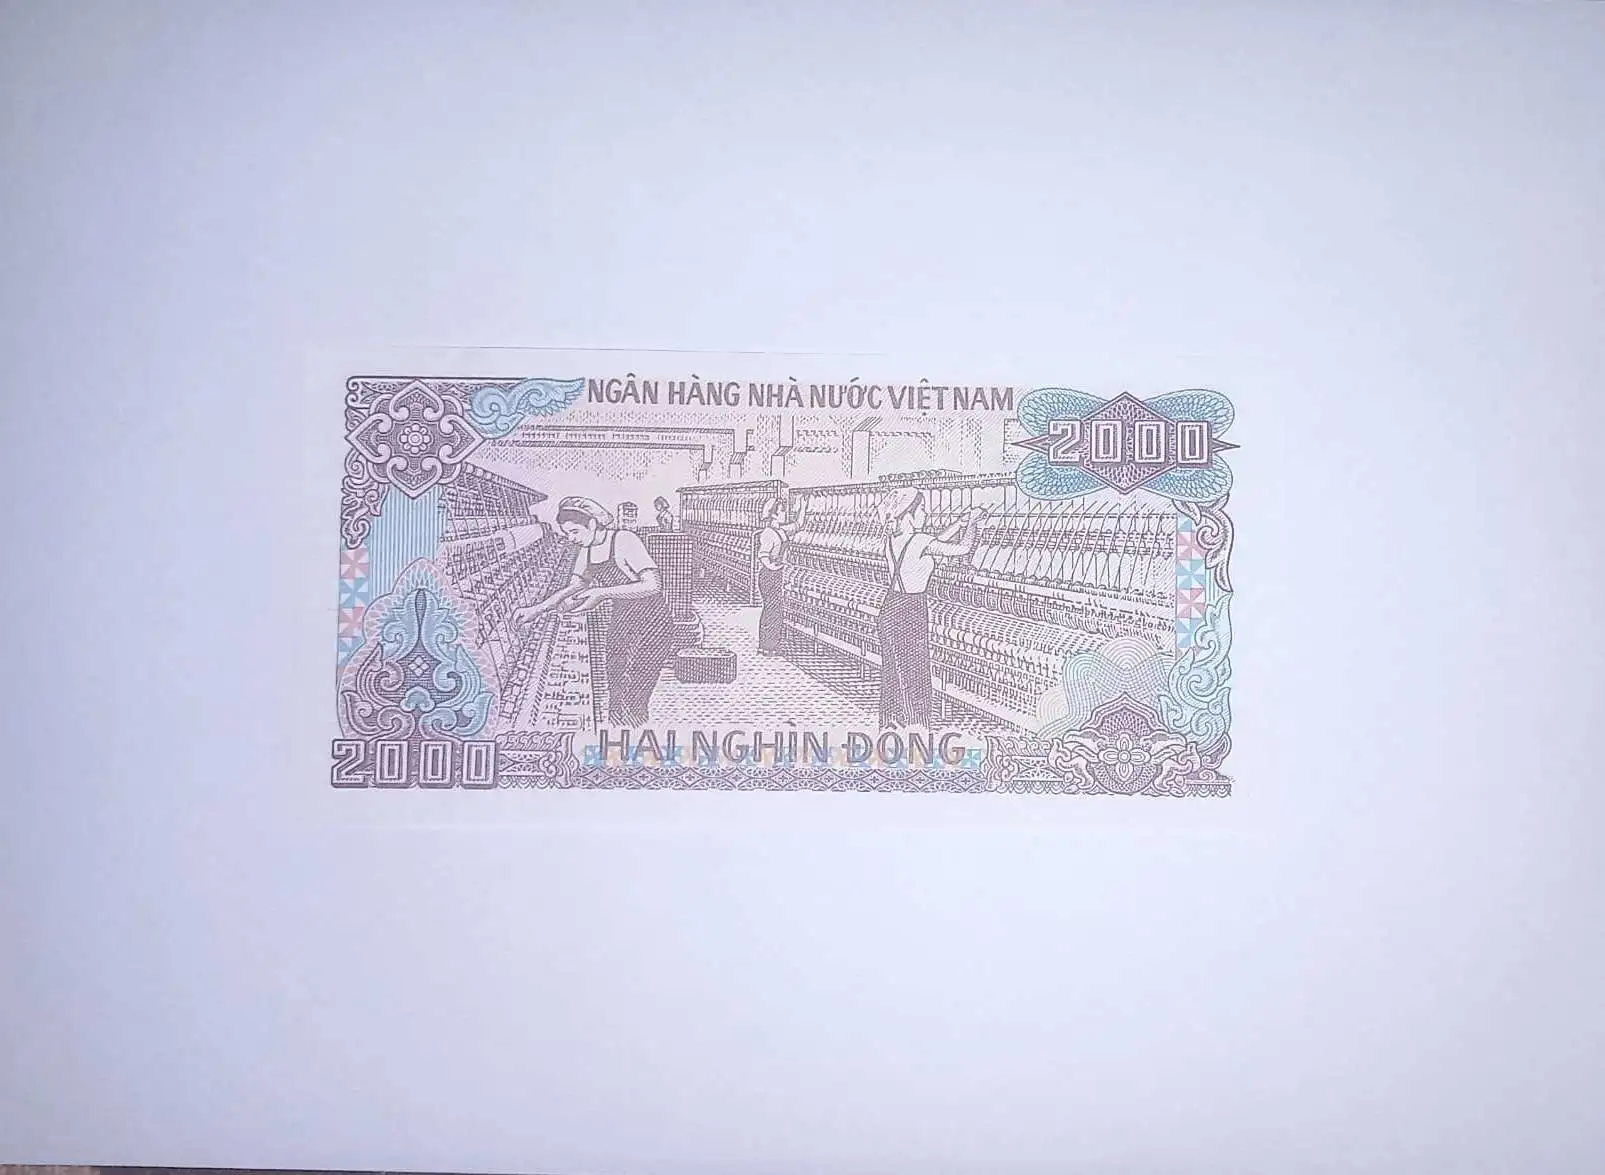 NGÂN HÀNG NHÀ NƯỚC VIỆT NAM
2000
2000
HAI NGHÌN ĐỒNG